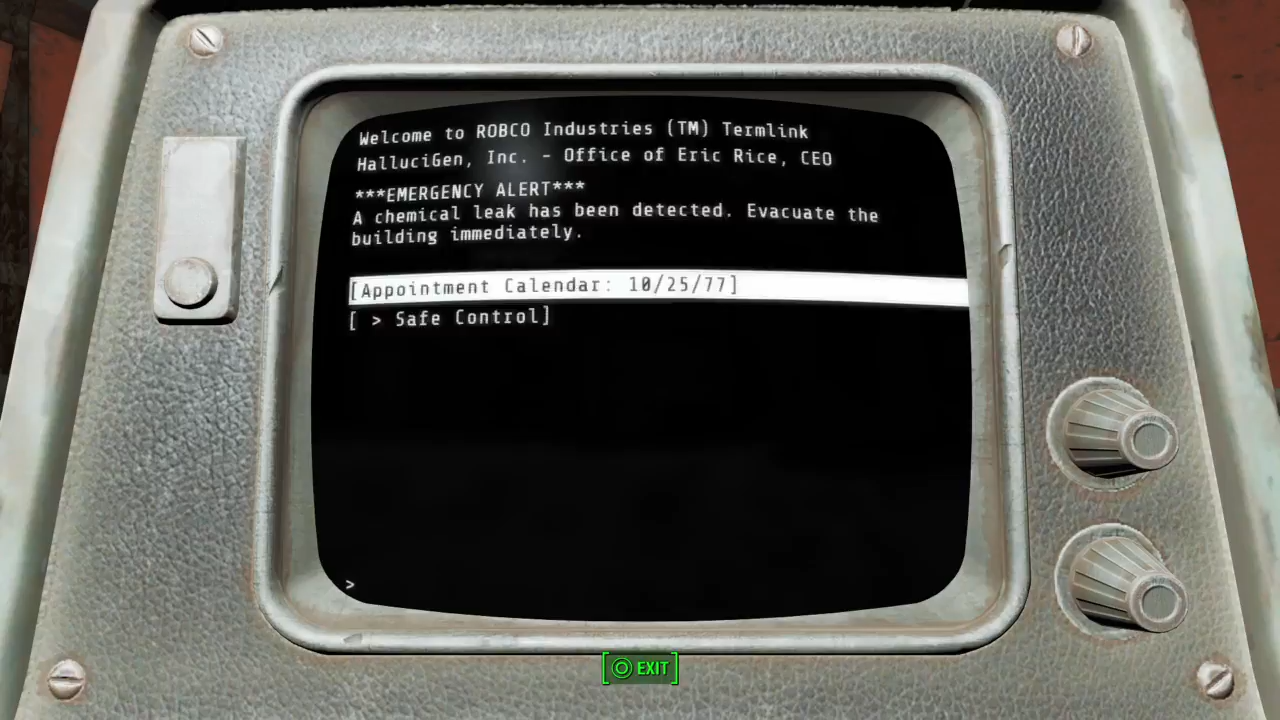 Welcome to ROBCO Industries (TM) Termlink
HalluciGen, Inc. - Office of Eric Rice, CEO
***EMERGENCY ALERT***
A chemical leak has been detected. Evacuate the
building immediately.
[Appointment Calendar: 10/25/77]
[ > Safe Control]
>
EXIT